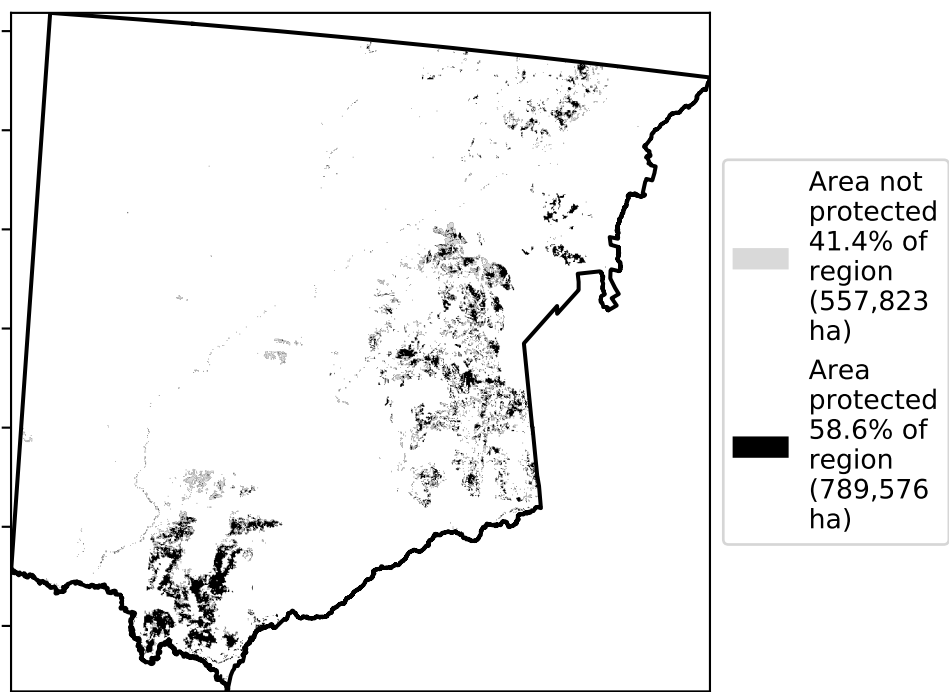 Area not
protected
41.4% of
region
(557,823
ha)
Area
protected
58.6% of
region
(789,576
ha)